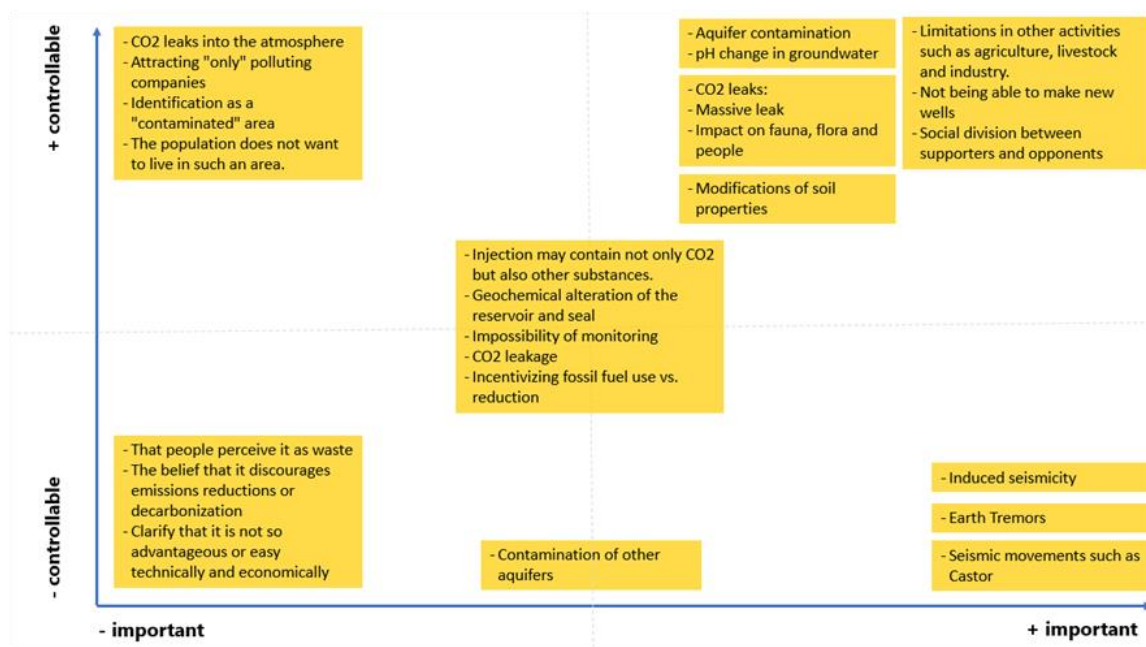 + controllable
- controllable
- CO2 leaks into the atmosphere
- Attracting "only" polluting
companies
- Identification as a
"contaminated" area
- The population does not want
to live in such an area.
- Aquifer contamination
- pH change in groundwater
- CO2 leaks:
- Massive leak
- Impact on fauna, flora and
people
- Modifications of soil
properties
- Limitations in other activities
such as agriculture, livestock
and industry.
- Not being able to make new
wells
- Social division between
supporters and opponents
- Injection may contain not only CO2
but also other substances.
- Geochemical alteration of the
reservoir and seal
- Impossibility of monitoring
- CO2 leakage
- Incentivizing fossil fuel use vs.
reduction
- That people perceive it as waste
- The belief that it discourages
emissions reductions or
decarbonization
- Clarify that it is not so
advantageous or easy
technically and economically
- Contamination of other
aquifers
- Induced seismicity
- Earth Tremors
- Seismic movements such as
Castor
- important
+ important